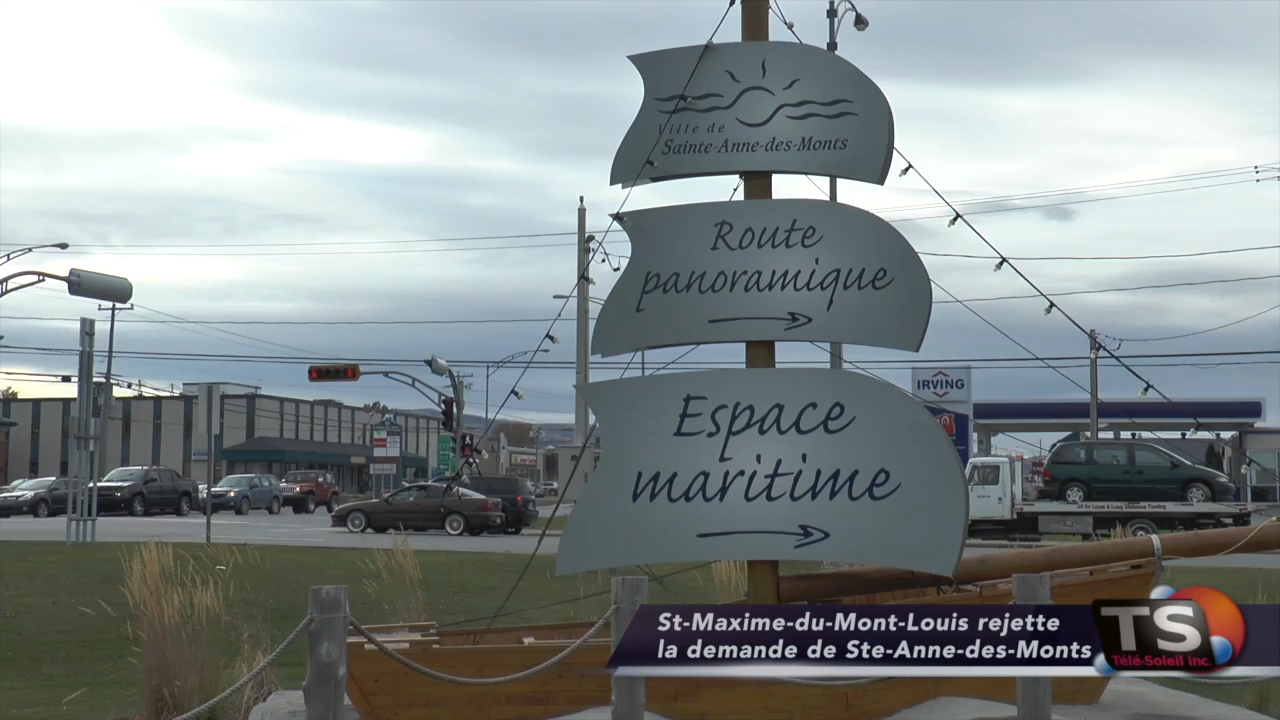 Ville de
Sainte-Anne-des-Monts
Route
panoramique
Espace
maritime
IRVING
St-Maxime-du-Mont-Louis rejette
la demande de Ste-Anne-des-Monts
TS
Télé-Soleil inc.